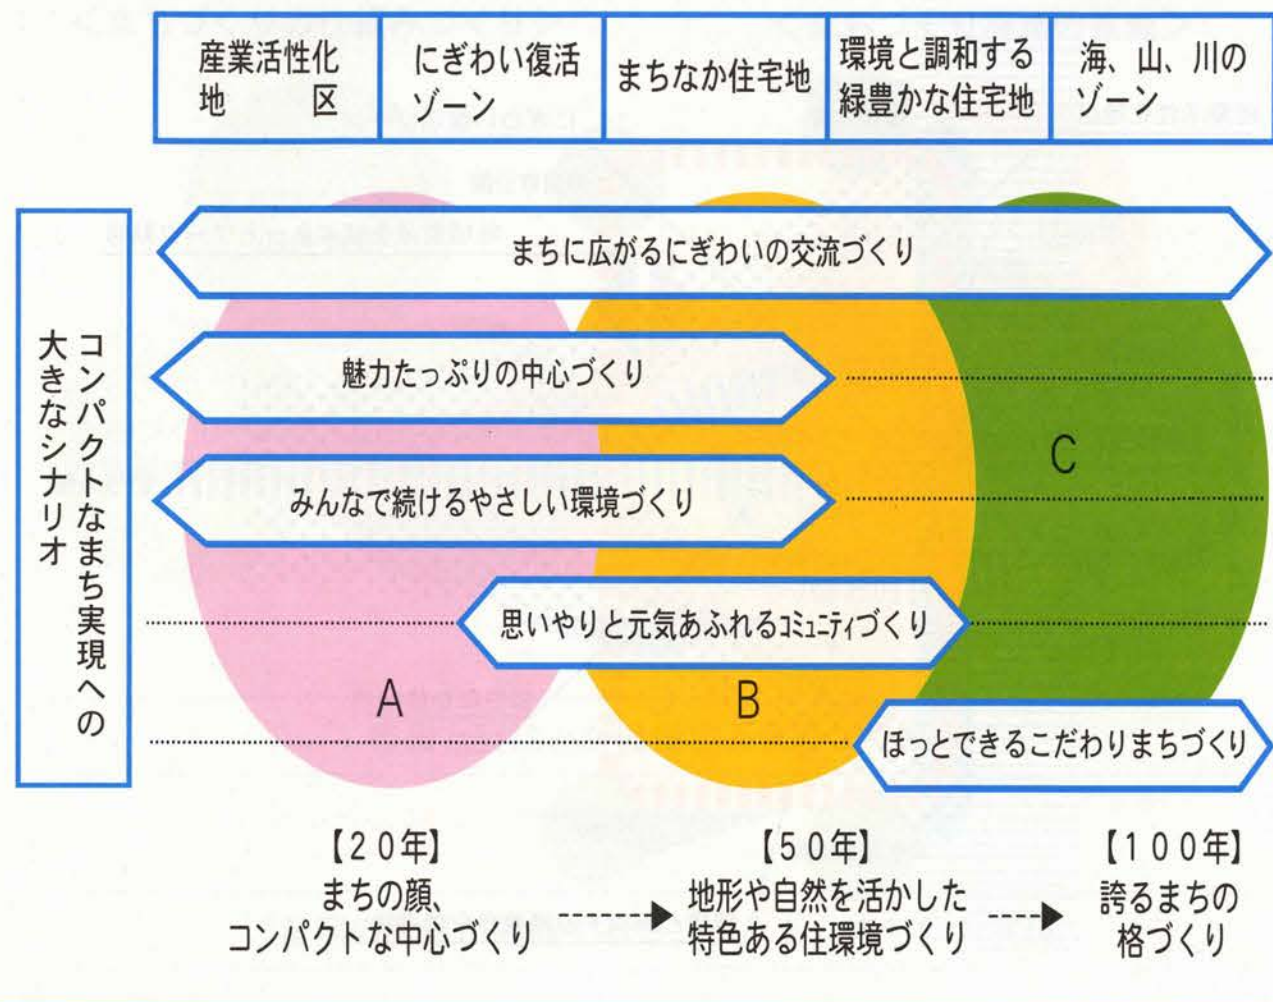 産業活性化
地　　　区
にぎわい復活
ゾーン
まちなか住宅地
環境と調和する
緑豊かな住宅地
海、山、川の
ゾーン
コンパクトなまち実現への
大きなシナリオ
まちに広がるにぎわいの交流づくり
魅力たっぷりの中心づくり
みんなで続けるやさしい環境づくり
思いやりと元気あふれるコミュニティづくり
ほっとできるこだわりまちづくり
A
B
C
【20年】
まちの顔、
コンパクトな中心づくり
【50年】
地形や自然を活かした
特色ある住環境づくり
【100年】
誇るまちの
格づくり